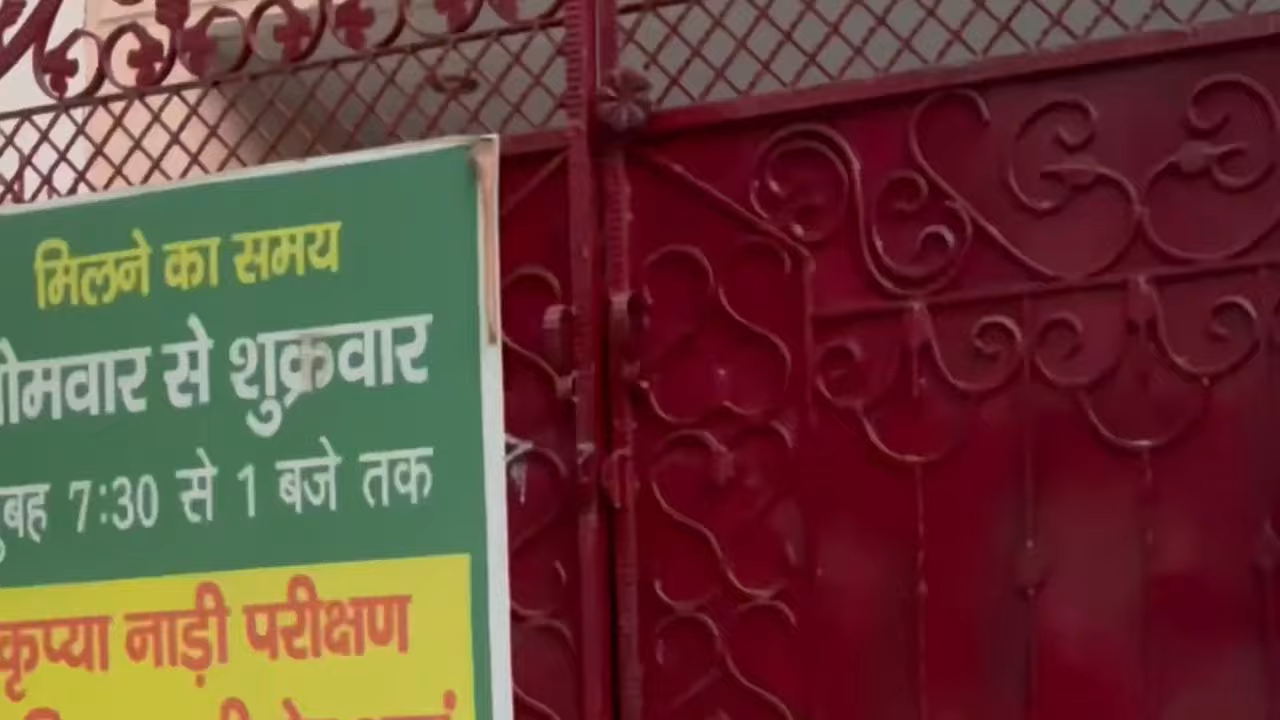 मिलने का समय
सोमवार से शुक्रवार
सुबह 7:30 से 1 बजे तक
कृप्या नाड़ी परीक्षण